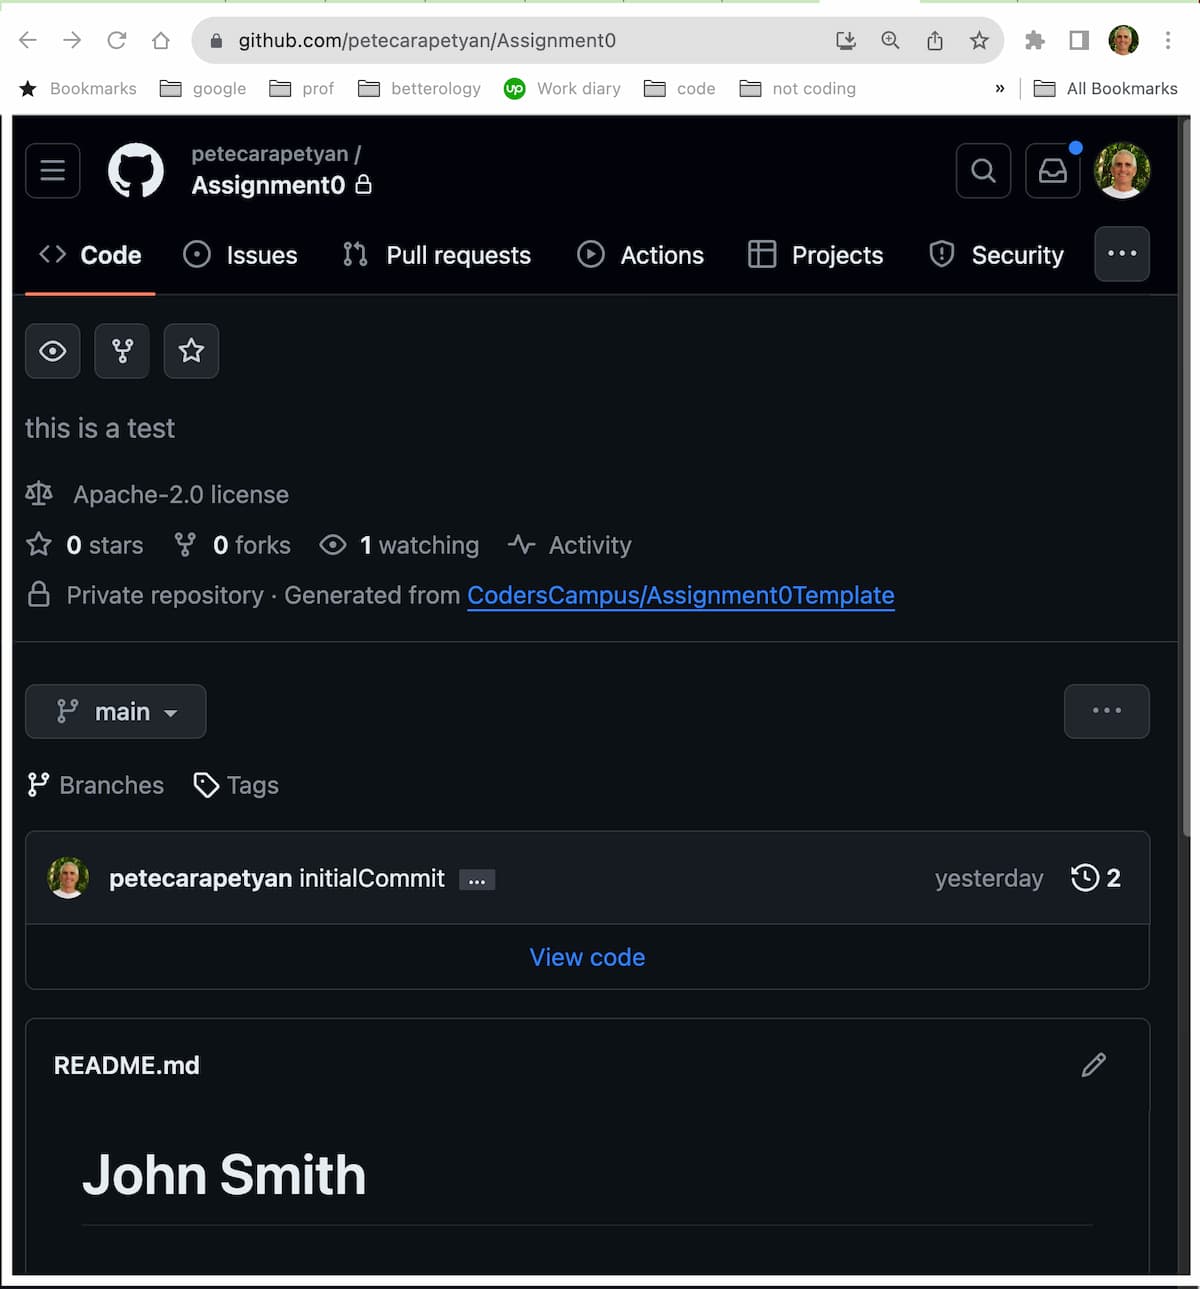 github.com/petecarapetyan/Assignment0
Bookmarks google prof betterology up Work diary code not coding » All Bookmarks
petecarapetyan /
Assignment0
Code Issues Pull requests Actions Projects Security ...
this is a test
Apache-2.0 license
0 stars 0 forks 1 watching Activity
Private repository · Generated from CodersCampus/Assignment0Template
main ...
Branches Tags
petecarapetyan initialCommit ... yesterday 2
View code
README.md
John Smith